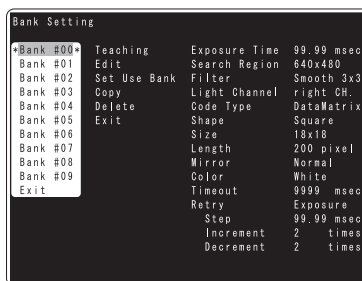 Bank Setting
*Bank #00* Teaching Exposure Time 99.99 msec
Bank #01 Edit Search Region 640x480
Bank #02 Set Use Bank Filter Smooth 3x3
Bank #03 Copy Light Channel right CH.
Bank #04 Delete Code Type DataMatrix
Bank #05 Exit Shape Square
Bank #06 Size 18x18
Bank #07 Length 200 pixel
Bank #08 Mirror Normal
Bank #09 Color White
Exit Timeout 9999 msec
Retry Exposure
Step 99.99 msec
Increment 2 times
Decrement 2 times